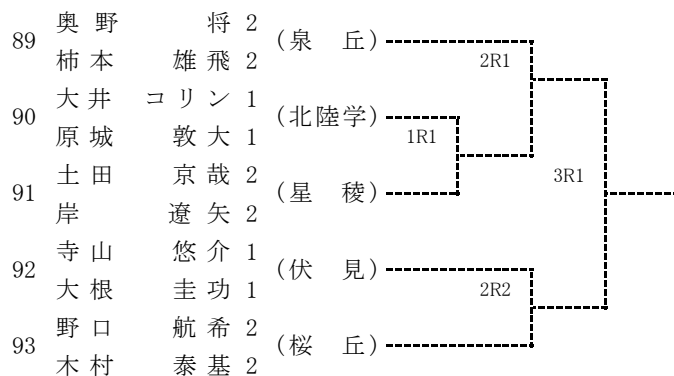 奥野 将 2
89 (泉 丘)
柿本 雄飛 2
2R1
大井 コリン 1
90 (北陸学)
原城 敦大 1
1R1
土田 京哉 2
3R1
91 (星 稜)
岸 遼矢 2
寺山 悠介 1
92 (伏 見)
大根 圭功 1
2R2
野口 航希 2
93 (桜 丘)
木村 泰基 2